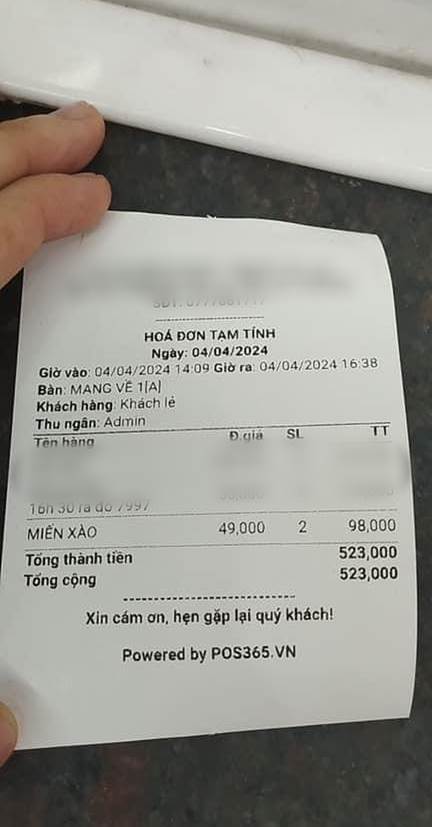 HOÁ ĐƠN TẠM TÍNH
Ngày: 04/04/2024
Giờ vào: 04/04/2024 14:09 Giờ ra: 04/04/2024 16:38
Bàn: MANG VỀ 1[A]
Khách hàng: Khách lẻ
Thu ngân: Admin
Tên hàng Đ.giá SL TT
MIẾN XÀO 49,000 2 98,000
Tổng thành tiền 523,000
Tổng cộng 523,000
Xin cám ơn, hẹn gặp lại quý khách!
Powered by POS365.VN